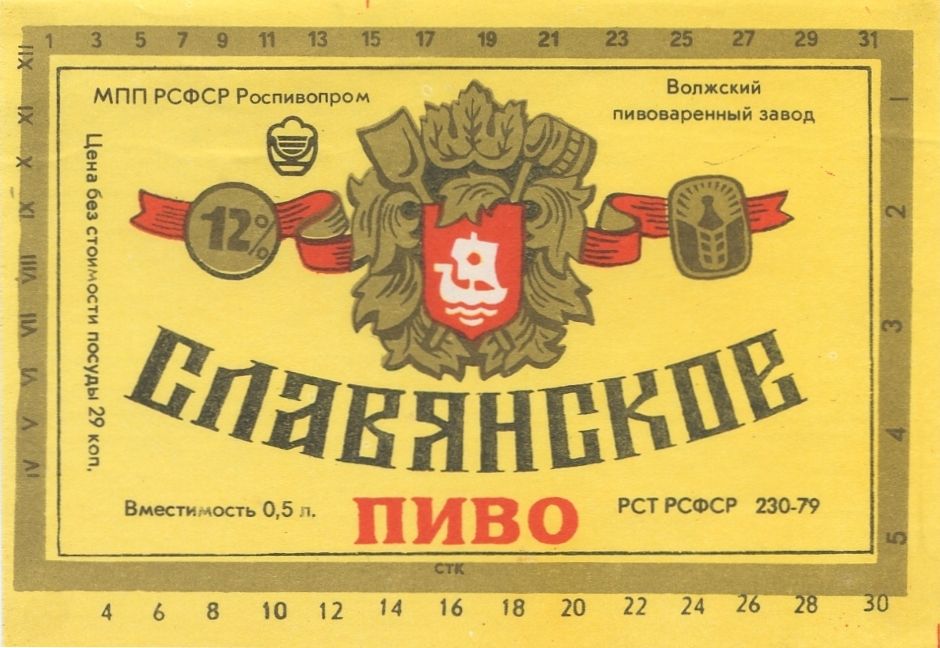 1 3 5 7 9 11 13 15 17 19 21 23 25 27 29 31
МПП РСФСР Роспивопром
Волжский
пивоваренный завод
Цена без стоимости посуды 29 коп.
12%
СЛАВЯНСКОЕ
ПИВО
Вместимость 0,5 л.
РСТ РСФСР 230-79
СТК
4 6 8 10 12 14 16 18 20 22 24 26 28 30
XII
XI
X
IX
VIII
VII
VI
V
IV
I
2
3
4
5